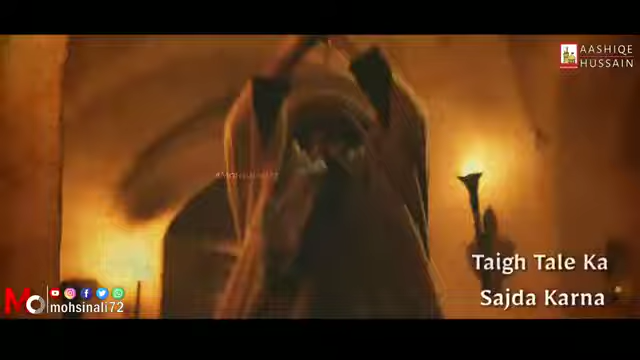 AASHIQE
HUSSAIN
Taigh Tale Ka
Sajda Karna
mohsinali72